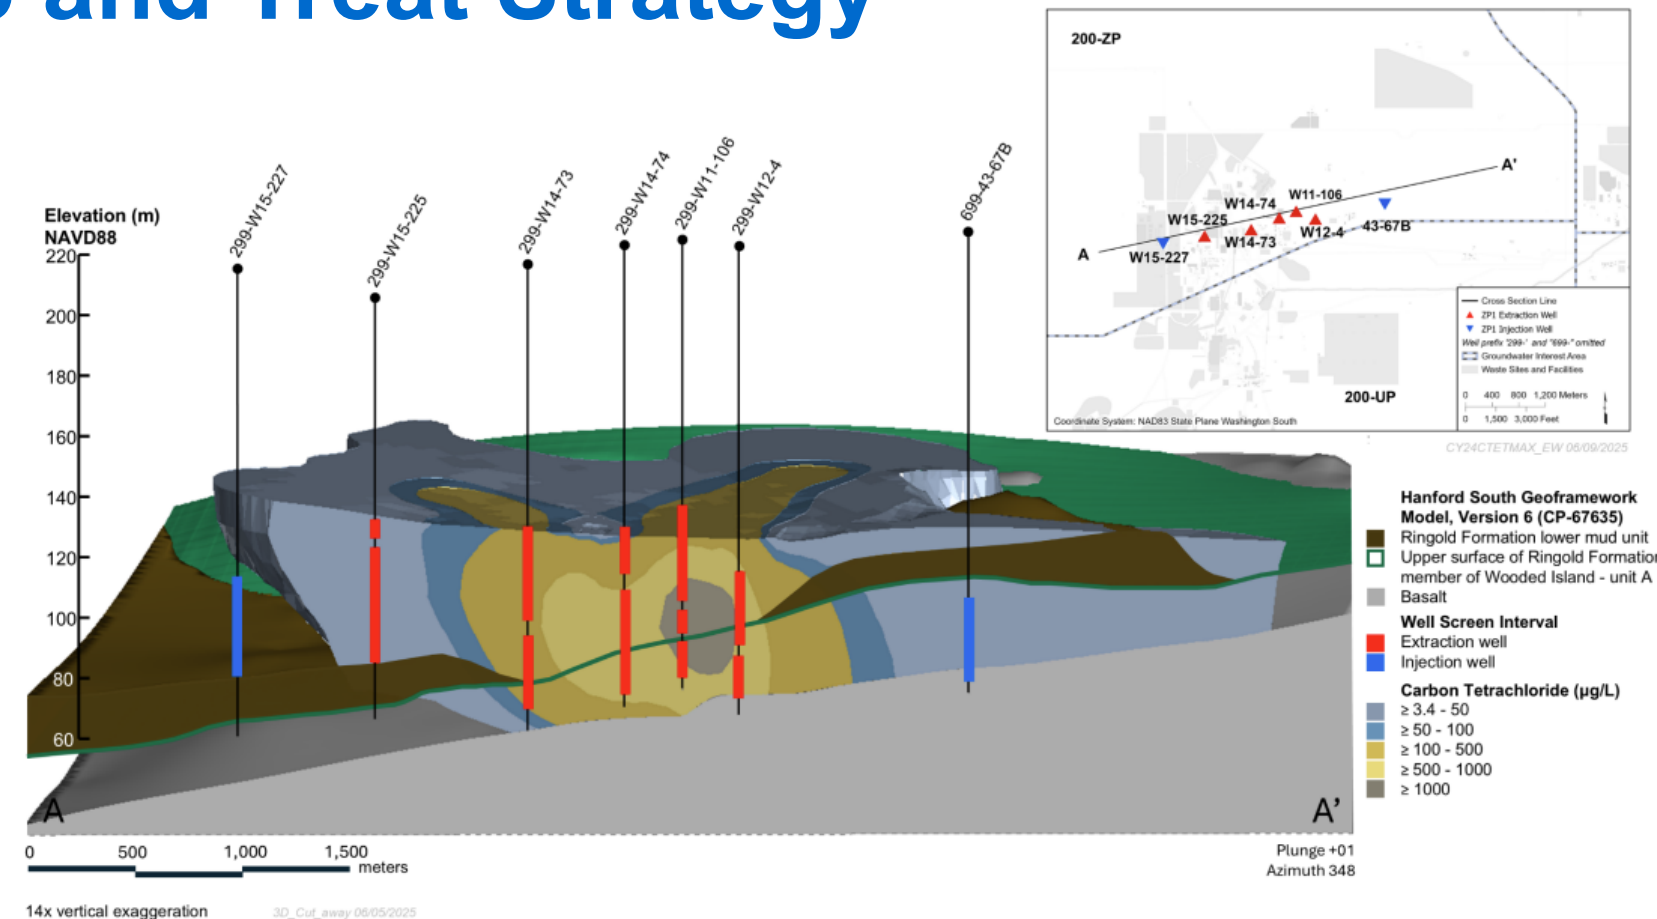 and Treat Strategy
200-ZP
A'
W11-106
W14-74
W15-225
W12-4
43-67B
W14-73
A
W15-227
200-UP
Cross Section Line
ZP1 Extraction Well
ZP1 Injection Well
Well prefix "299-" and "699-" omitted
Groundwater Interest Area
Waste Sites and Facilities
0 400 800 1,200 Meters
0 1,500 3,000 Feet
Coordinate System: NAD83 State Plane Washington South
CY24CTETMAX_EW 06/09/2025
Elevation (m)
NAVD88
299-W15-227
299-W15-225
299-W14-73
299-W14-74
299-W11-106
299-W12-4
699-43-67B
220
200
180
160
140
120
100
80
60
A
A'
Hanford South Geoframework
Model, Version 6 (CP-67635)
Ringold Formation lower mud unit
Upper surface of Ringold Formation
member of Wooded Island - unit A
Basalt
Well Screen Interval
Extraction well
Injection well
Carbon Tetrachloride (µg/L)
≥ 3.4 - 50
≥ 50 - 100
≥ 100 - 500
≥ 500 - 1000
≥ 1000
0 500 1,000 1,500
meters
Plunge +01
Azimuth 348
14x vertical exaggeration
3D_Cut_away 06/05/2025